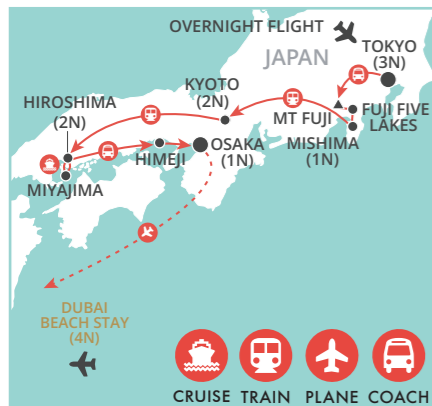 OVERNIGHT FLIGHT
JAPAN
TOKYO
(3N)
KYOTO
(2N)
HIROSHIMA
(2N)
MT FUJI
FUJI FIVE
LAKES
MISHIMA
(1N)
HIMEJI
OSAKA
(1N)
MIYAJIMA
DUBAI
BEACH STAY
(4N)
CRUISE TRAIN PLANE COACH